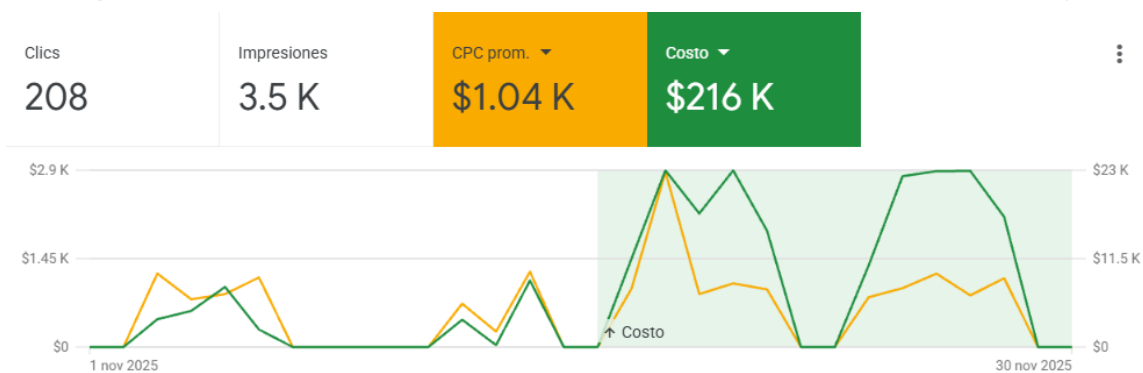 Clics
Impresiones
CPC prom.
Costo
208
3.5 K
$1.04 K
$216 K
$2.9 K
$23 K
$1.45 K
$11.5 K
↑ Costo
$0
$0
1 nov 2025
30 nov 2025